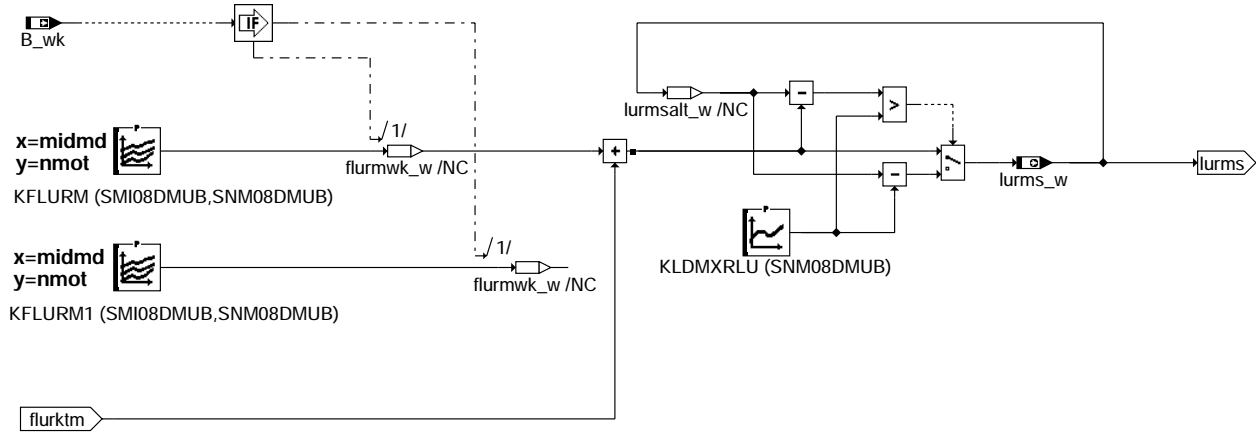 B_wk
IF
P
x=midmd
y=nmot
KFLURM (SMI08DMUB,SNM08DMUB)
/1/
flurmwk_w /NC
P
x=midmd
y=nmot
KFLURM1 (SMI08DMUB,SNM08DMUB)
/1/
flurmwk_w /NC
flurktm
+
lurmsalt_w /NC
−
>
−
P
KLDMXRLU (SNM08DMUB)
lurms_w
lurms